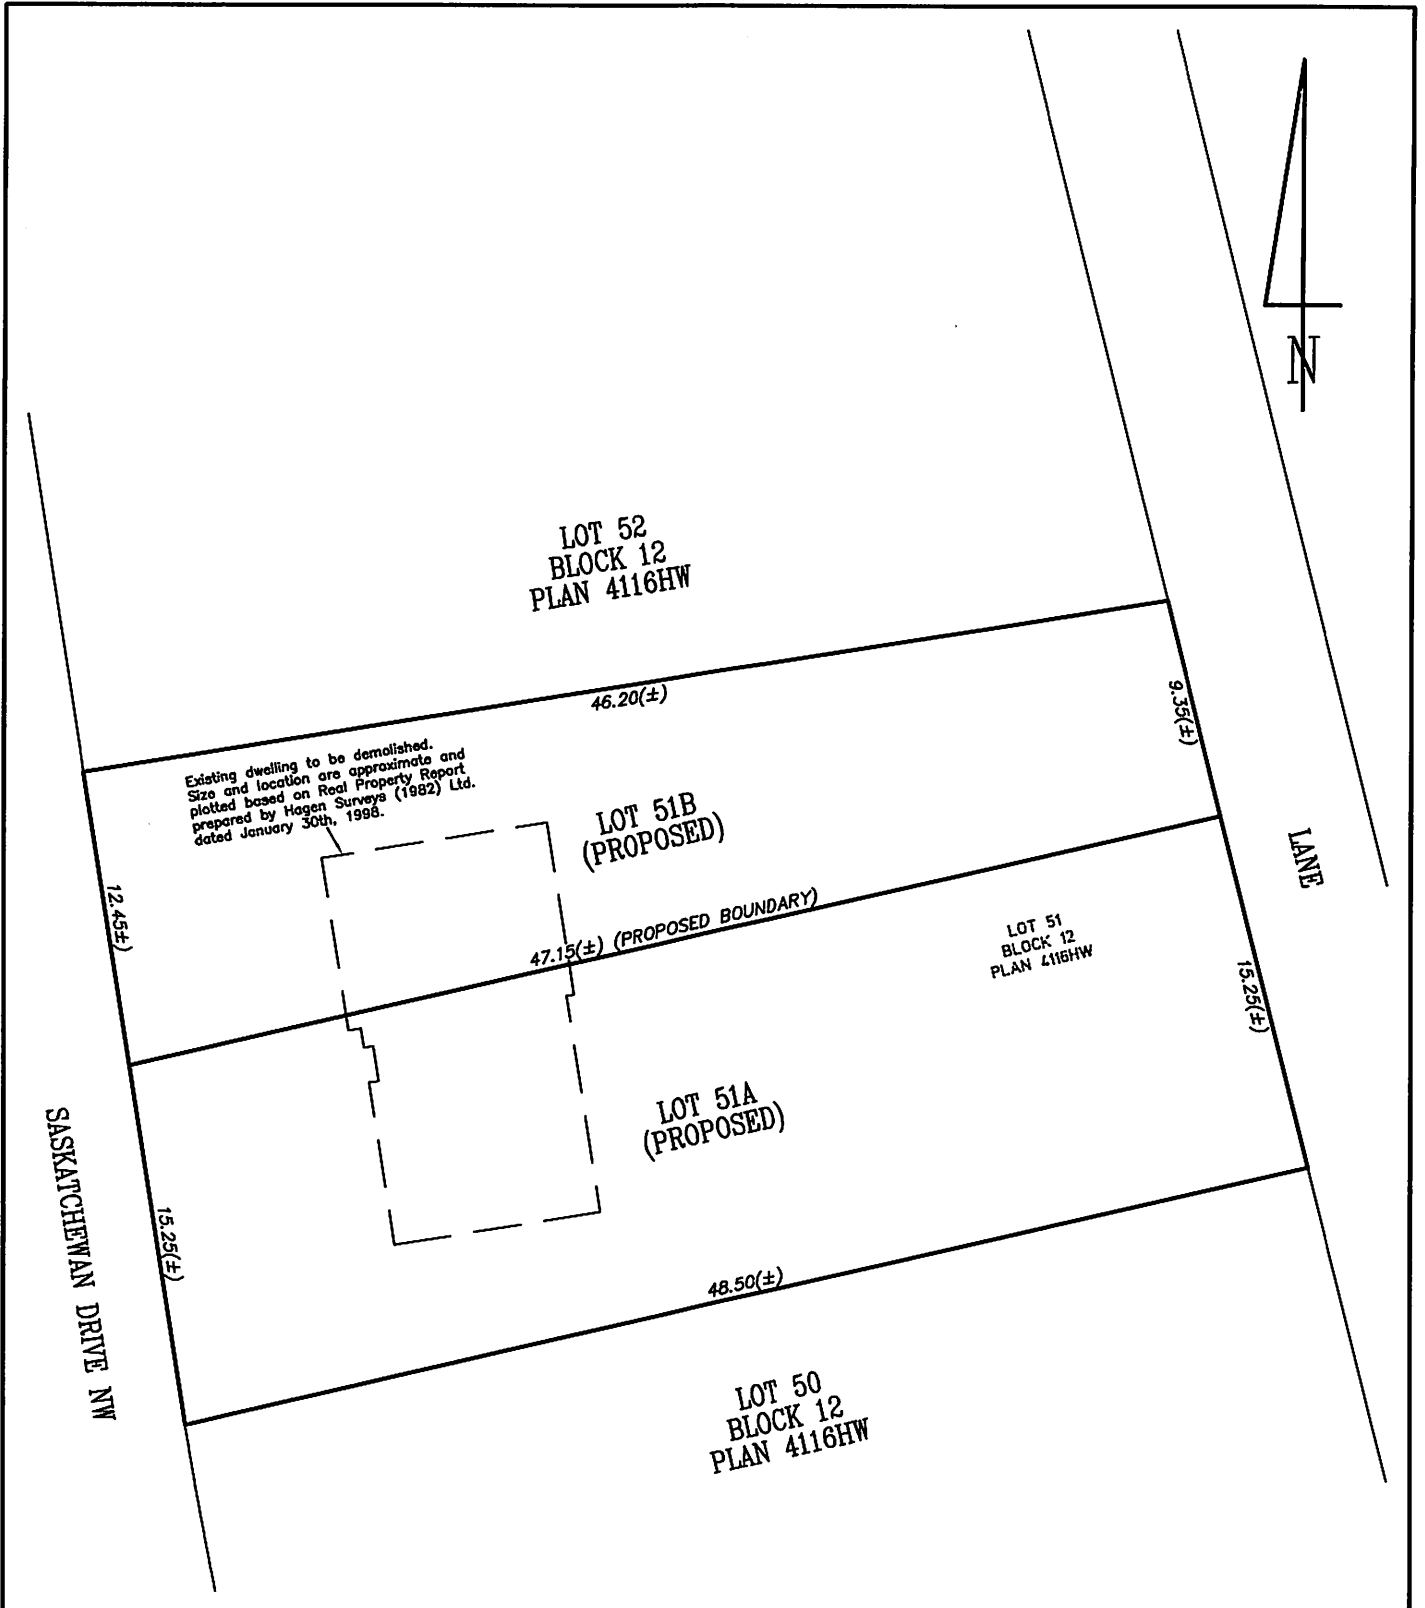 N
LOT 52
BLOCK 12
PLAN 4116HW
46.20(±)
9.35(±)
Existing dwelling to be demolished.
Size and location are approximate and
plotted based on Real Property Report
prepared by Hagen Surveys (1982) Ltd.
dated January 30th, 1998.
LOT 51B
(PROPOSED)
LANE
12.45±)
47.15(±) (PROPOSED BOUNDARY)
LOT 51
BLOCK 12
PLAN 4116HW
15.25(±)
LOT 51A
(PROPOSED)
SASKATCHEWAN DRIVE NW
15.25(±)
48.50(±)
LOT 50
BLOCK 12
PLAN 4116HW